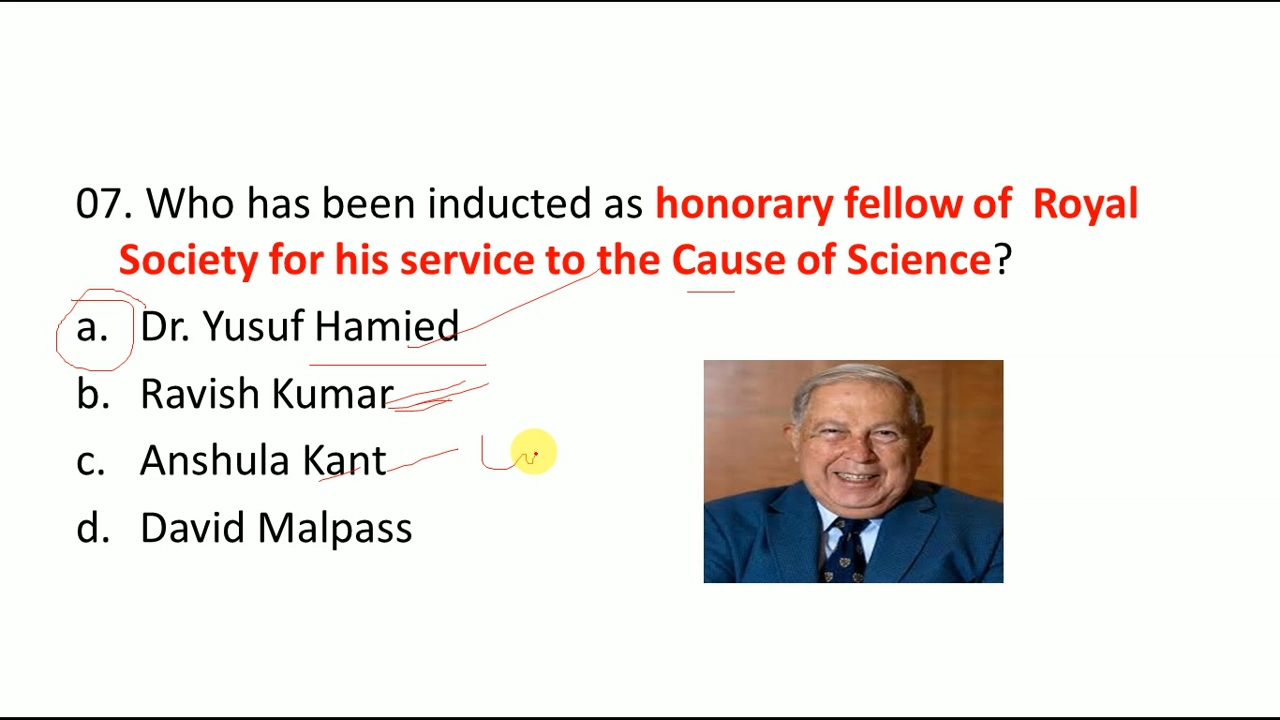 07. Who has been inducted as honorary fellow of Royal
Society for his service to the Cause of Science?
a. Dr. Yusuf Hamied
b. Ravish Kumar
c. Anshula Kant
d. David Malpass